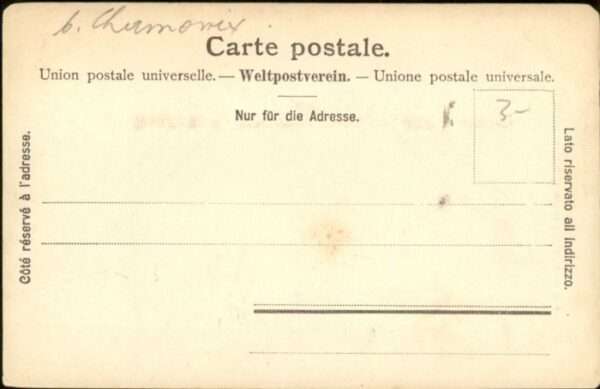 b. Chamonix
Carte postale.
Union postale universelle. — Weltpostverein. — Unione postale universale.
Nur für die Adresse.
3-
Côté réservé à l'adresse.
Lato riservato all indirizzo.